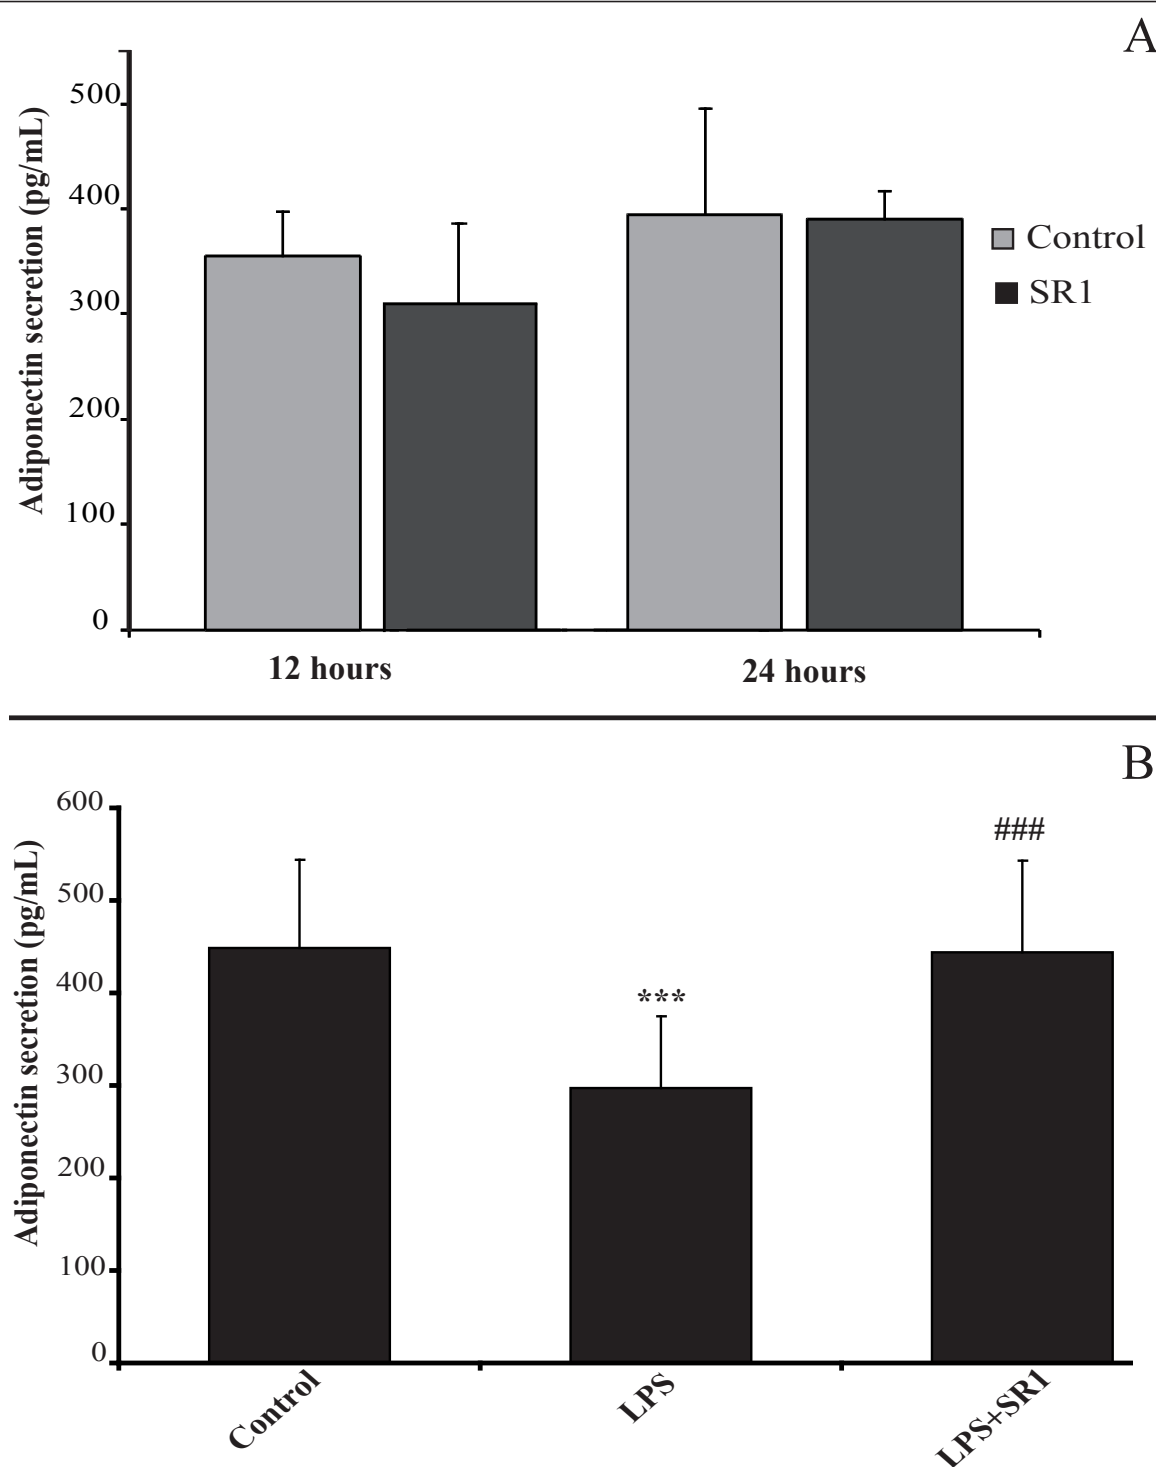 A
Adiponectin secretion (pg/mL)
500
400
300
200
100
0
Control
SR1
12 hours
24 hours
B
Adiponectin secretion (pg/mL)
600
500
400
300
200
100
0
***
###
Control
LPS
LPS+SR1